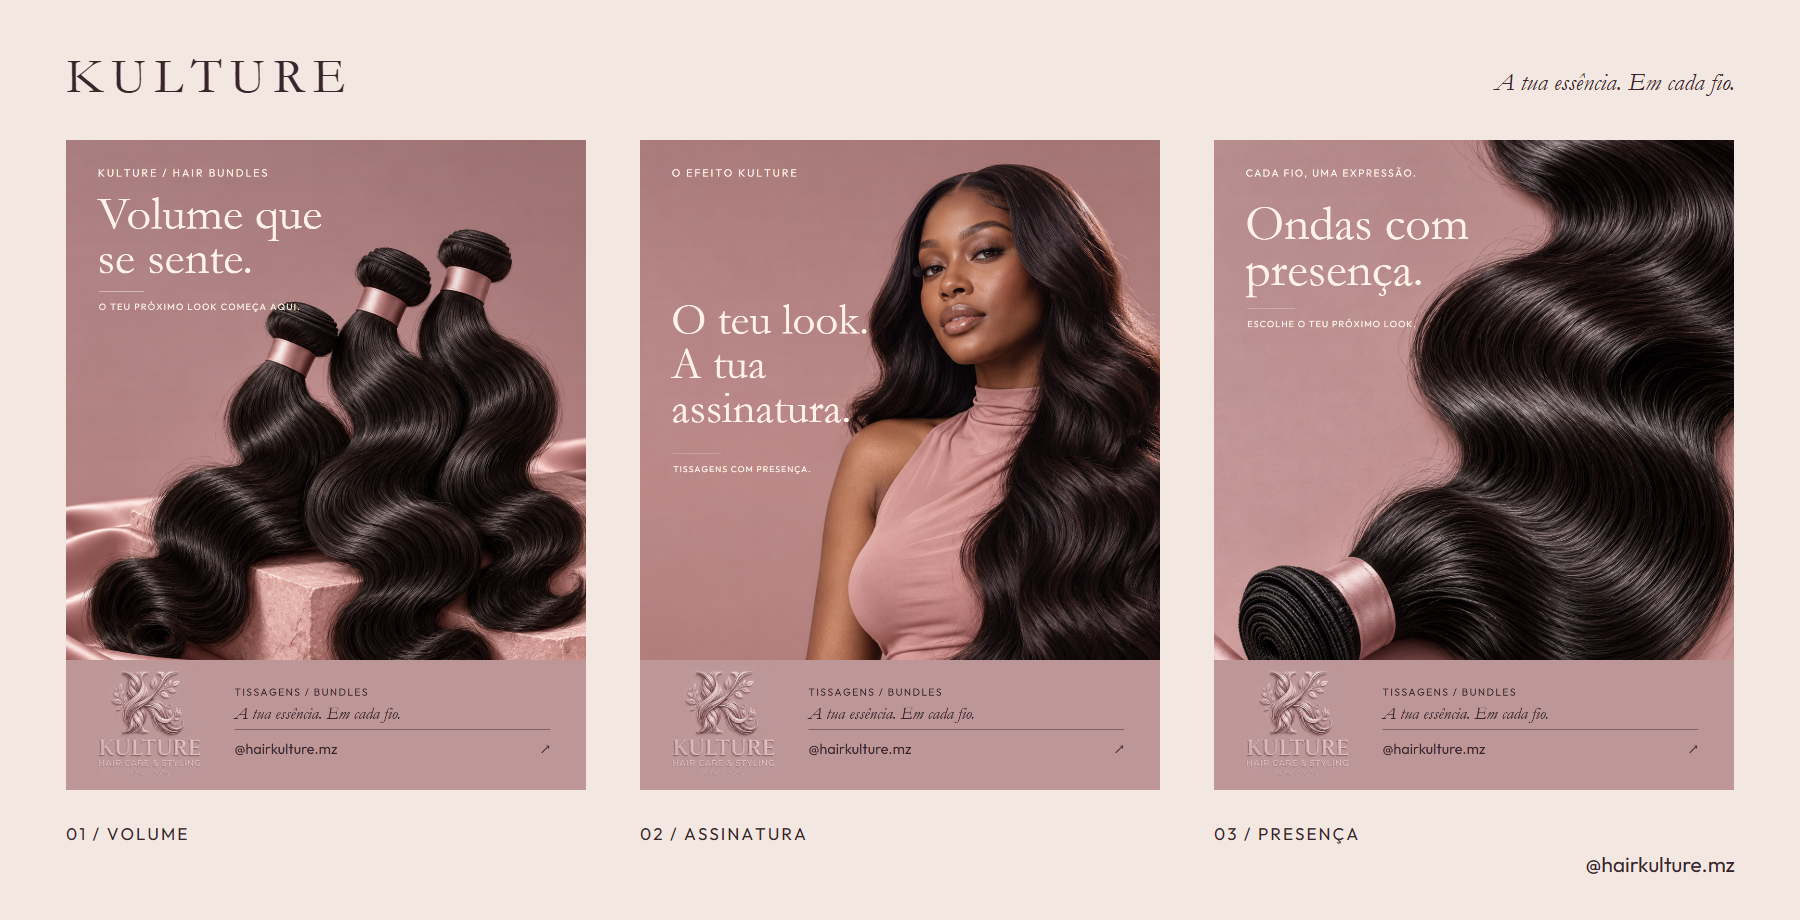 KULTURE
A tua essência. Em cada fio.
KULTURE / HAIR BUNDLES
Volume que
se sente.
O TEU PRÓXIMO LOOK COMEÇA AQUI.
TISSAGENS / BUNDLES
A tua essência. Em cada fio.
@hairkulture.mz
KULTURE
HAIR CARE & STYLING
01 / VOLUME
O EFEITO KULTURE
O teu look.
A tua
assinatura.
TISSAGENS COM PRESENÇA.
TISSAGENS / BUNDLES
A tua essência. Em cada fio.
@hairkulture.mz
KULTURE
HAIR CARE & STYLING
02 / ASSINATURA
CADA FIO, UMA EXPRESSÃO.
Ondas com
presença.
ESCOLHE O TEU PRÓXIMO LOOK.
TISSAGENS / BUNDLES
A tua essência. Em cada fio.
@hairkulture.mz
KULTURE
HAIR CARE & STYLING
03 / PRESENÇA
@hairkulture.mz